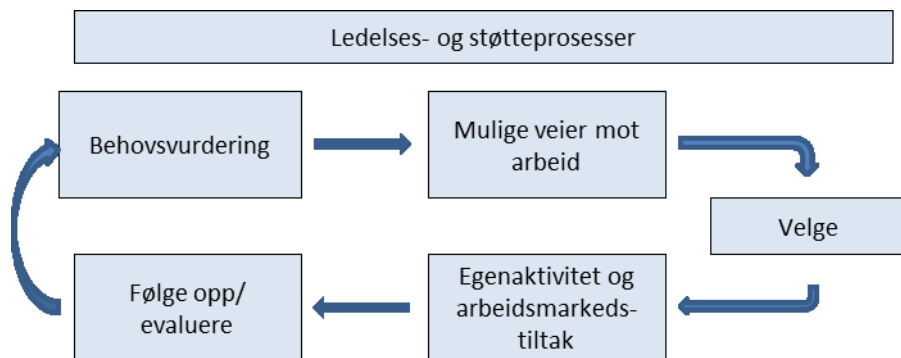 Ledelses- og støtteprosesser
Behovsvurdering
Mulige veier mot
arbeid
Velge
Egenaktivitet og
arbeidsmarkeds-
tiltak
Følge opp/
evaluere